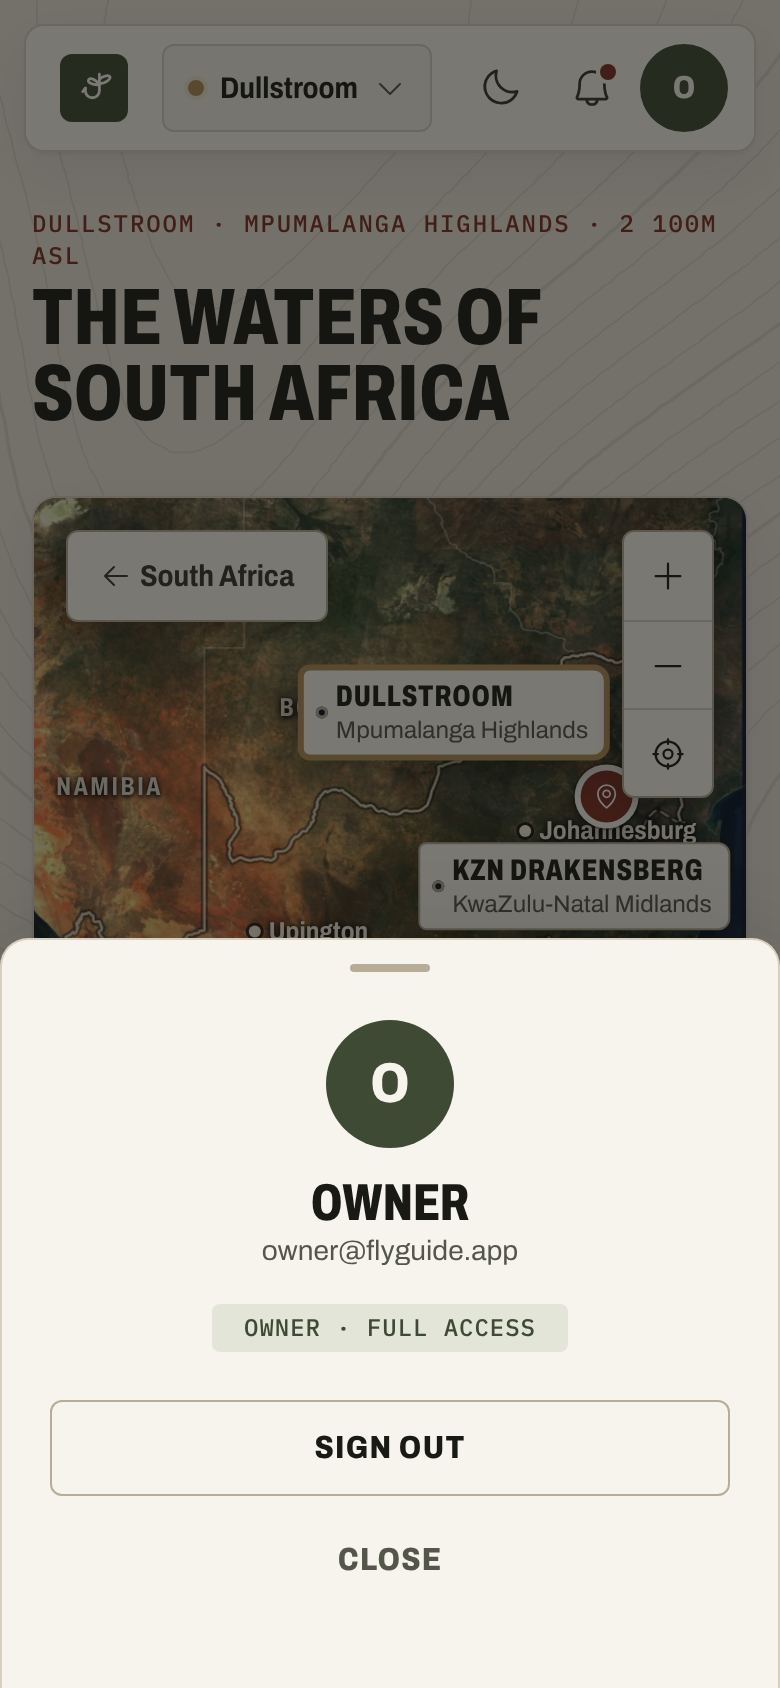 Dullstroom
O
DULLSTROOM · MPUMALANGA HIGHLANDS · 2 100M
ASL
THE WATERS OF
SOUTH AFRICA
← South Africa
+
−
DULLSTROOM
Mpumalanga Highlands
NAMIBIA
Johannesburg
KZN DRAKENSBERG
KwaZulu-Natal Midlands
Upington
O
OWNER
owner@flyguide.app
OWNER · FULL ACCESS
SIGN OUT
CLOSE